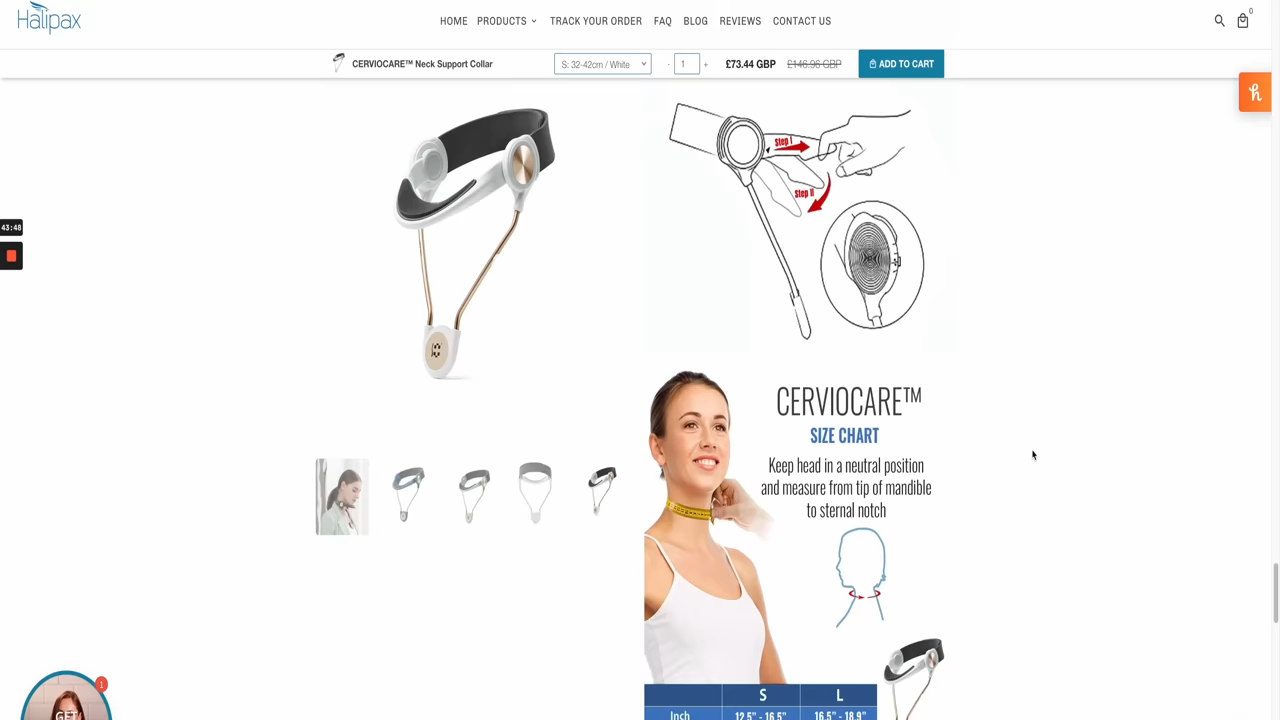 Halipax
HOME PRODUCTS TRACK YOUR ORDER FAQ BLOG REVIEWS CONTACT US
0
CERVIOCARE™ Neck Support Collar
S: 32-42cm / White
- 1 +
£73.44 GBP £146.96 GBP
ADD TO CART
h
43:48
Step I
Step II
CERVIOCARE™
SIZE CHART
Keep head in a neutral position
and measure from tip of mandible
to sternal notch
S L
Inch 12.5" - 16.5" 16.5" - 18.9"
1
GET